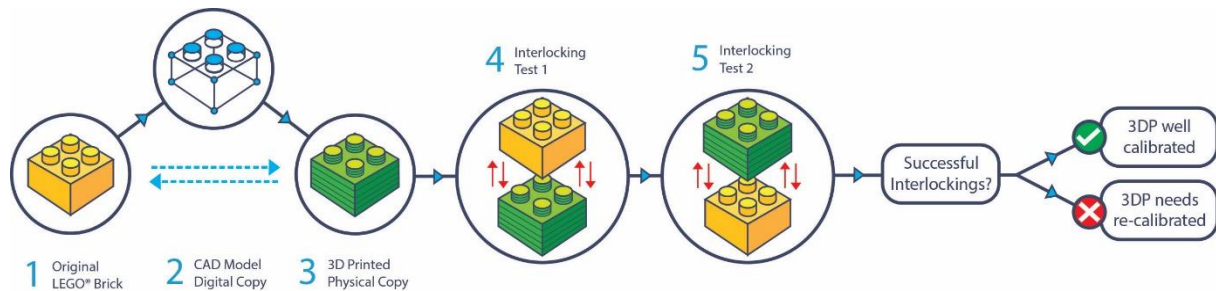 4 Interlocking
Test 1
5 Interlocking
Test 2
Successful
Interlockings?
3DP well
calibrated
3DP needs
re-calibrated
1 Original
LEGO® Brick
2 CAD Model
Digital Copy
3 3D Printed
Physical Copy